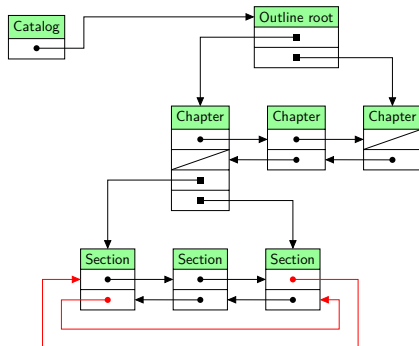 Outline root
Catalog
Chapter
Chapter
Chapter
Section
Section
Section